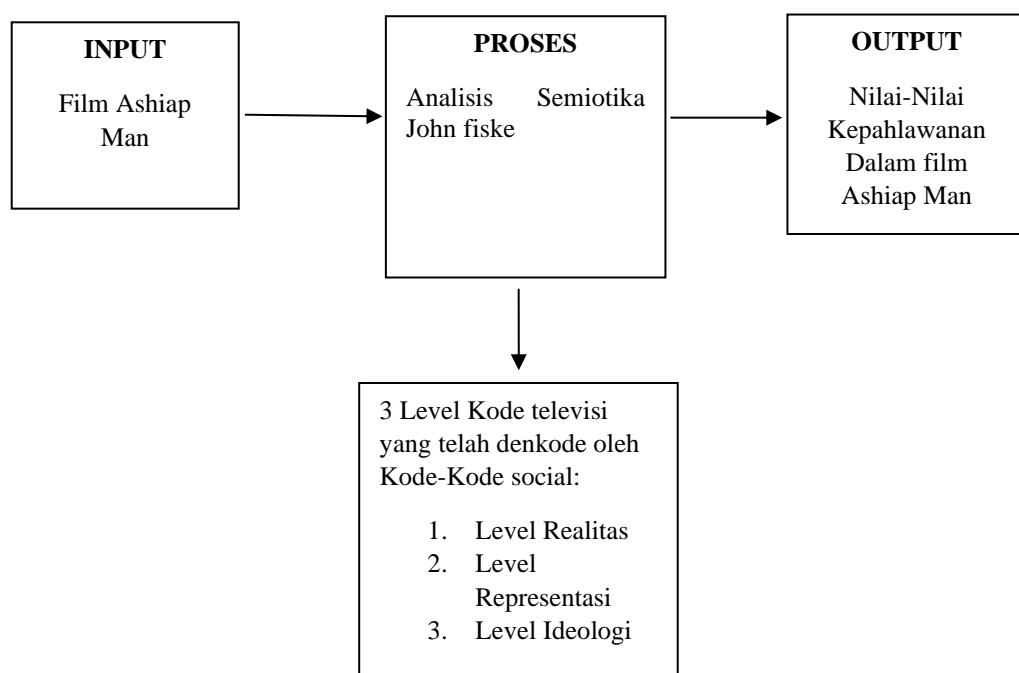 INPUT
Film Ashiap
Man
PROSES
Analisis Semiotika
John fiske
OUTPUT
Nilai-Nilai
Kepahlawanan
Dalam film
Ashiap Man
3 Level Kode televisi
yang telah denkode oleh
Kode-Kode social:
1. Level Realitas
2. Level
Representasi
3. Level Ideologi